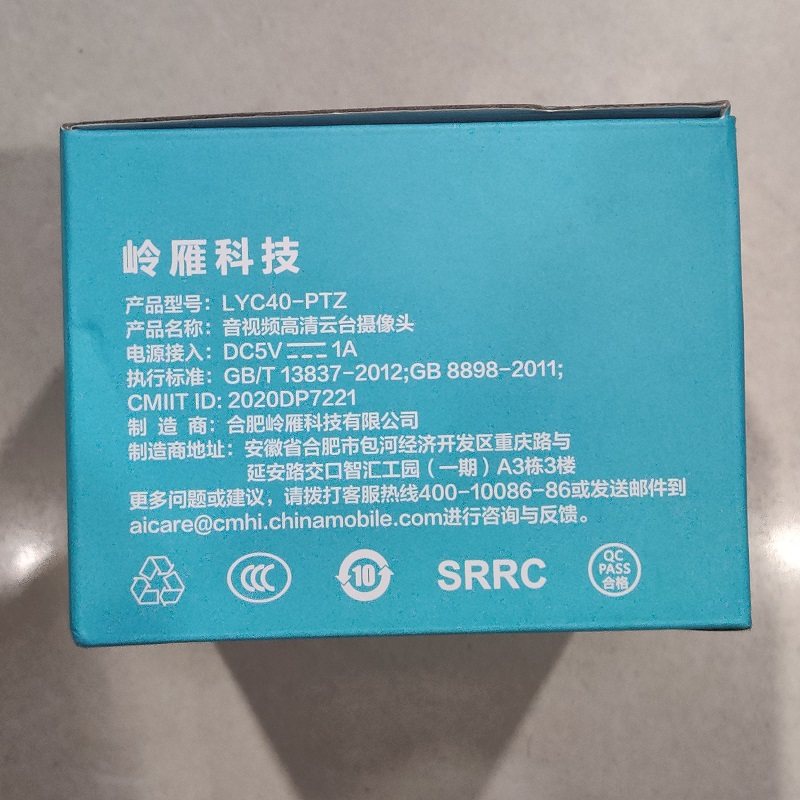 岭雁科技
产品型号：LYC40-PTZ
产品名称：音视频高清云台摄像头
电源接入：DC5V 1A
执行标准：GB/T 13837-2012;GB 8898-2011;
CMIIT ID: 2020DP7221
制 造 商：合肥岭雁科技有限公司
制造商地址：安徽省合肥市包河经济开发区重庆路与
延安路交口智汇工园（一期）A3栋3楼
更多问题或建议，请拨打客服热线400-10086-86或发送邮件到
aicare@cmhi.chinamobile.com进行咨询与反馈。
CCC 10 SRRC QC PASS 合格